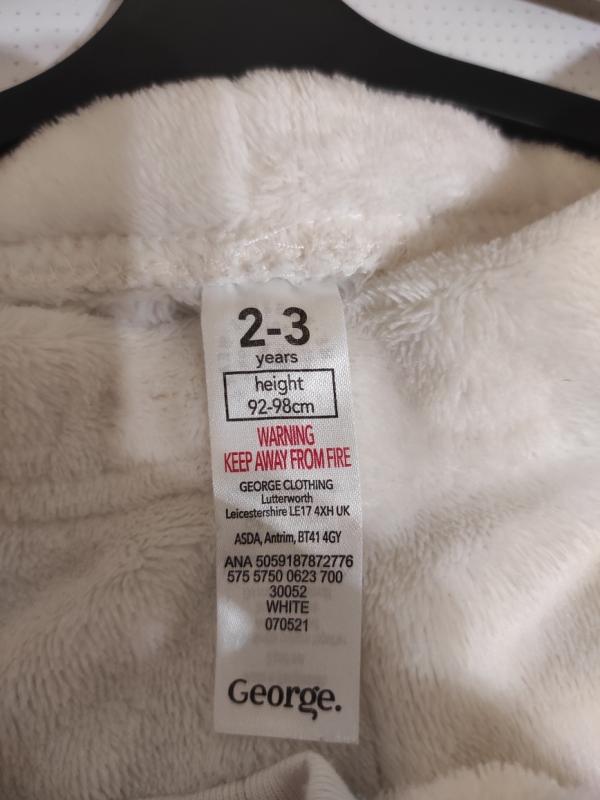 2-3
years
height
92-98cm
WARNING
KEEP AWAY FROM FIRE
GEORGE CLOTHING
Lutterworth
Leicestershire LE17 4XH UK
ASDA, Antrim, BT41 4GY
ANA 5059187872776
575 5750 0623 700
30052
WHITE
070521
George.